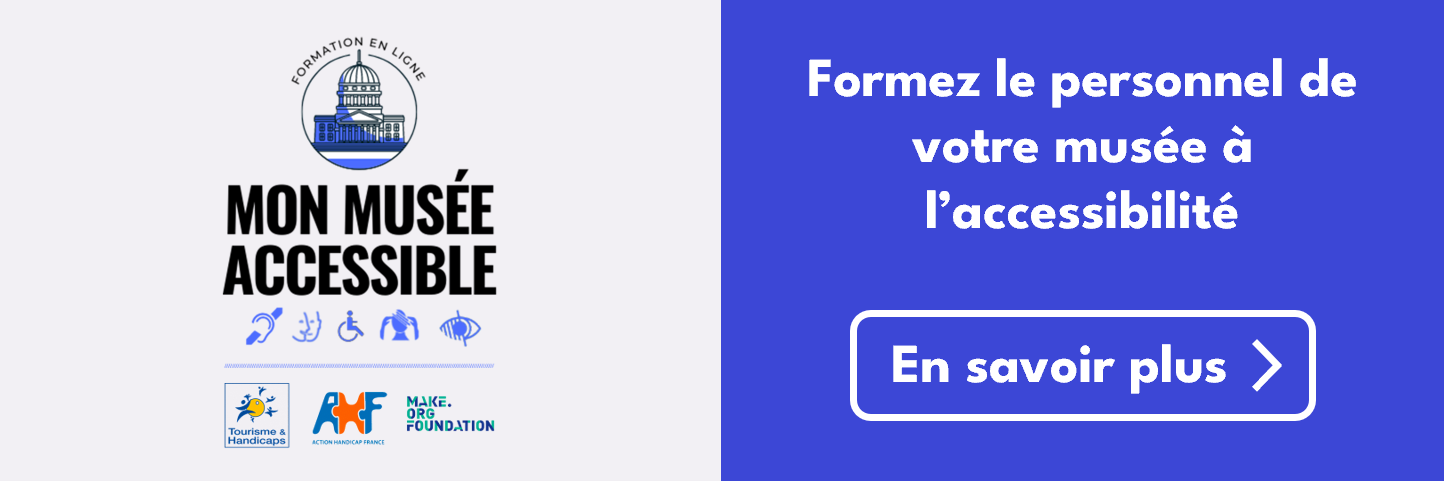 FORMATION EN LIGNE
MON MUSÉE
ACCESSIBLE
Tourisme &
Handicaps
AHF
ACTION HANDICAP FRANCE
MAKE.
ORG
FOUNDATION
Formez le personnel de
votre musée à
l’accessibilité
En savoir plus